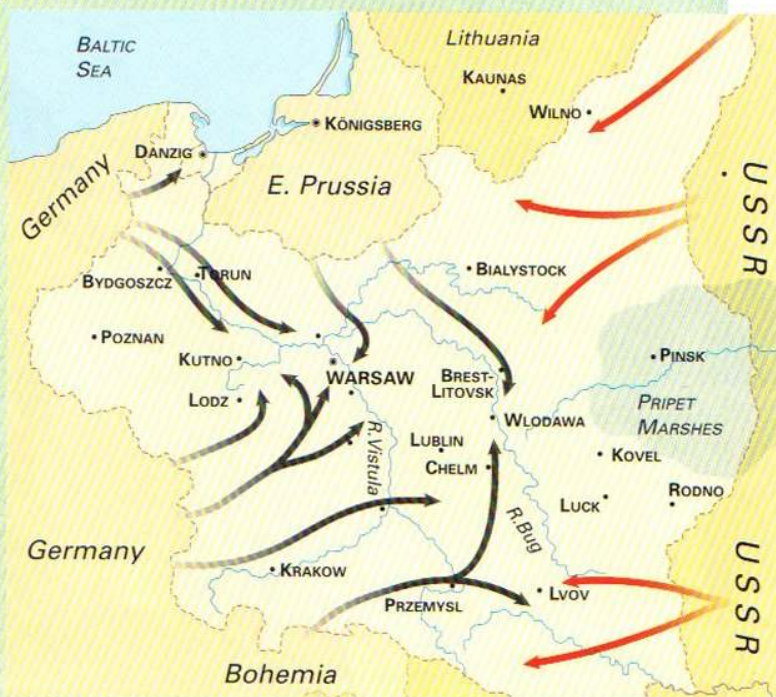 BALTIC
SEA
Lithuania
KAUNAS
WILNO
KÖNIGSBERG
DANZIG
Germany
E. Prussia
USSR
BYDGOSZCZ
TORUN
BIALYSTOCK
POZNAN
KUTNO
WARSAW
BREST-
LITOVSK
PINSK
LODZ
WLODAWA
PRIPET
MARSHES
R.Vistula
LUBLIN
CHELM
KOVEL
LUCK
RODNO
R.Bug
Germany
KRAKOW
PRZEMYSL
LVOV
USSR
Bohemia